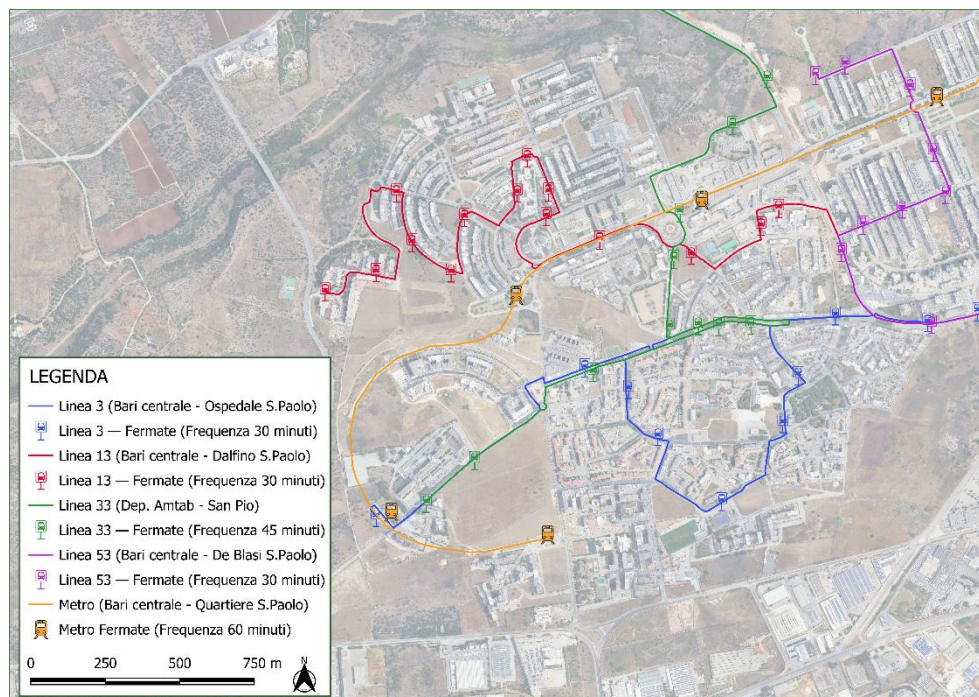 LEGENDA
Linea 3 (Bari centrale - Ospedale S.Paolo)
Linea 3 — Fermate (Frequenza 30 minuti)
Linea 13 (Bari centrale - Dalfino S.Paolo)
Linea 13 — Fermate (Frequenza 30 minuti)
Linea 33 (Dep. Amtab - San Pio)
Linea 33 — Fermate (Frequenza 45 minuti)
Linea 53 (Bari centrale - De Blasi S.Paolo)
Linea 53 — Fermate (Frequenza 30 minuti)
Metro (Bari centrale - Quartiere S.Paolo)
Metro Fermate (Frequenza 60 minuti)
0 250 500 750 m
N